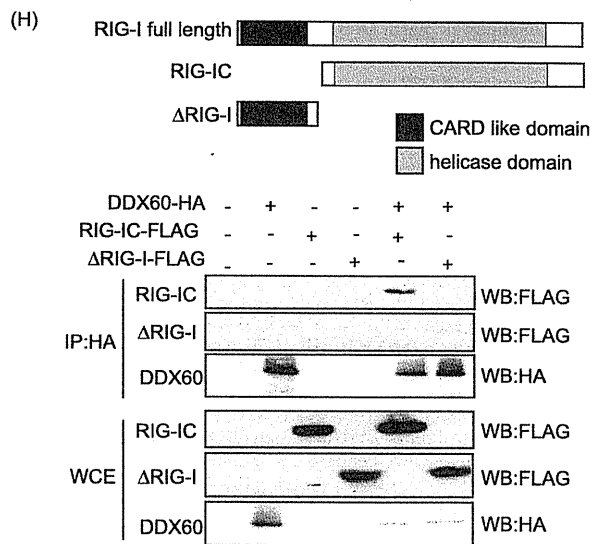 (H)
RIG-I full length
RIG-IC
ΔRIG-I
CARD like domain
helicase domain
DDX60-HA - + - - + +
RIG-IC-FLAG - - + - + -
ΔRIG-I-FLAG - - - + - +
IP:HA
RIG-IC WB:FLAG
ΔRIG-I WB:FLAG
DDX60 WB:HA
WCE
RIG-IC WB:FLAG
ΔRIG-I WB:FLAG
DDX60 WB:HA